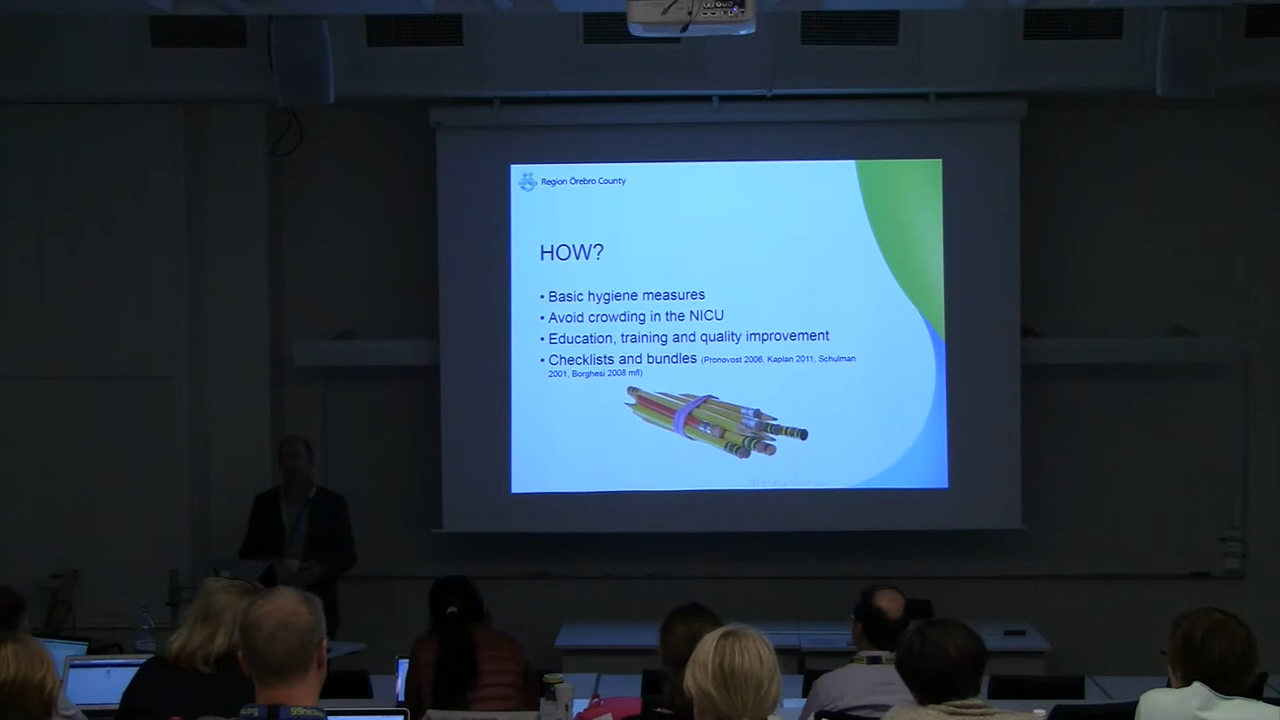 Region Örebro County
HOW?
• Basic hygiene measures
• Avoid crowding in the NICU
• Education, training and quality improvement
• Checklists and bundles (Pronovost 2006, Kaplan 2011, Schulman
2001, Borghesi 2008 mfl)